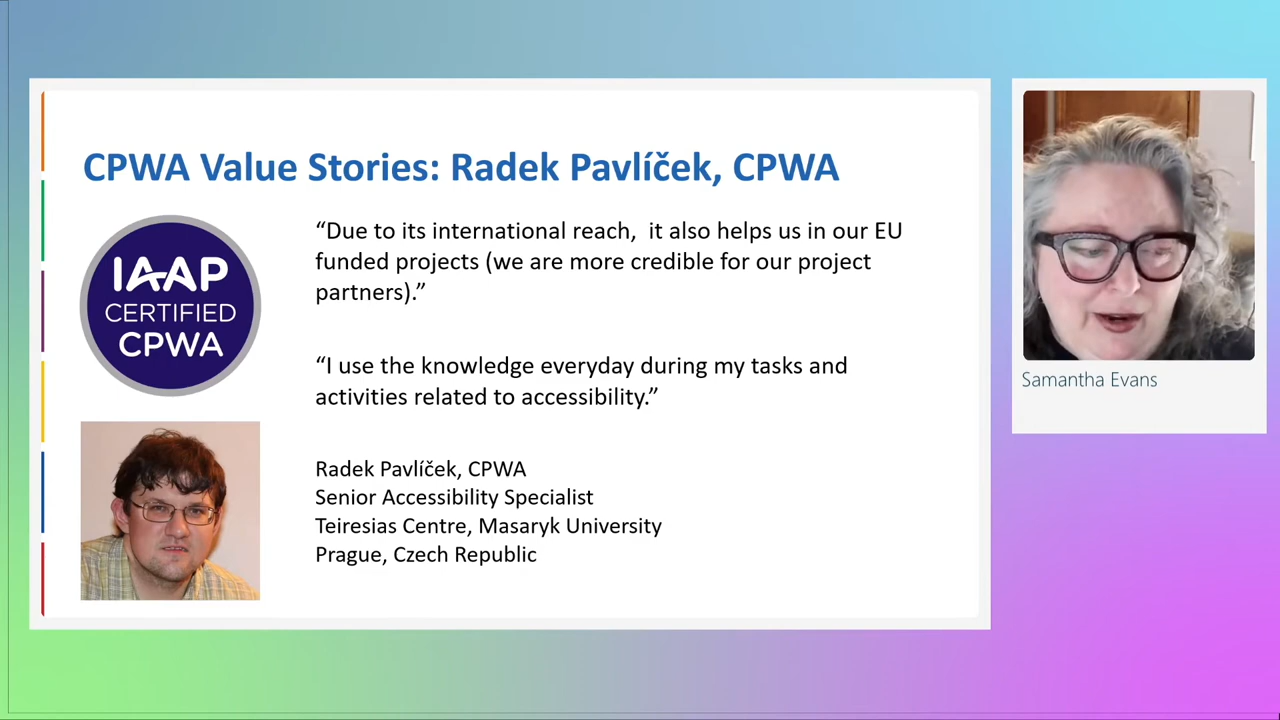 CPWA Value Stories: Radek Pavlíček, CPWA
IAAP
CERTIFIED
CPWA
“Due to its international reach,  it also helps us in our EU
funded projects (we are more credible for our project
partners).”
“I use the knowledge everyday during my tasks and
activities related to accessibility.”
Radek Pavlíček, CPWA
Senior Accessibility Specialist
Teiresias Centre, Masaryk University
Prague, Czech Republic
Samantha Evans